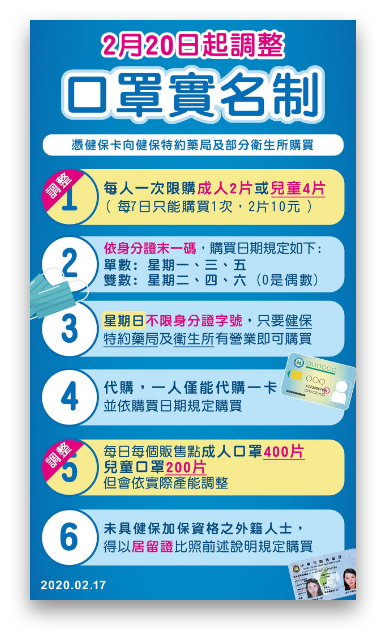 2月20日起調整
口罩實名制
憑健保卡向健保特約藥局及部分衛生所購買
調整
1
每人一次限購成人2片或兒童4片
（ 每7日只能購買1次，2片10元 ）
2
依身分證末一碼，購買日期規定如下:
單數: 星期一、三、五
雙數: 星期二、四、六（0是偶數）
3
星期日不限身分證字號，只要健保
特約藥局及衛生所有營業即可購買
4
代購，一人僅能代購一卡
並依購買日期規定購買
調整
5
每日每個販售點成人口罩400片
兒童口罩200片
但會依實際產能調整
6
未具健保加保資格之外籍人士，
得以居留證比照前述說明規定購買
2020.02.17